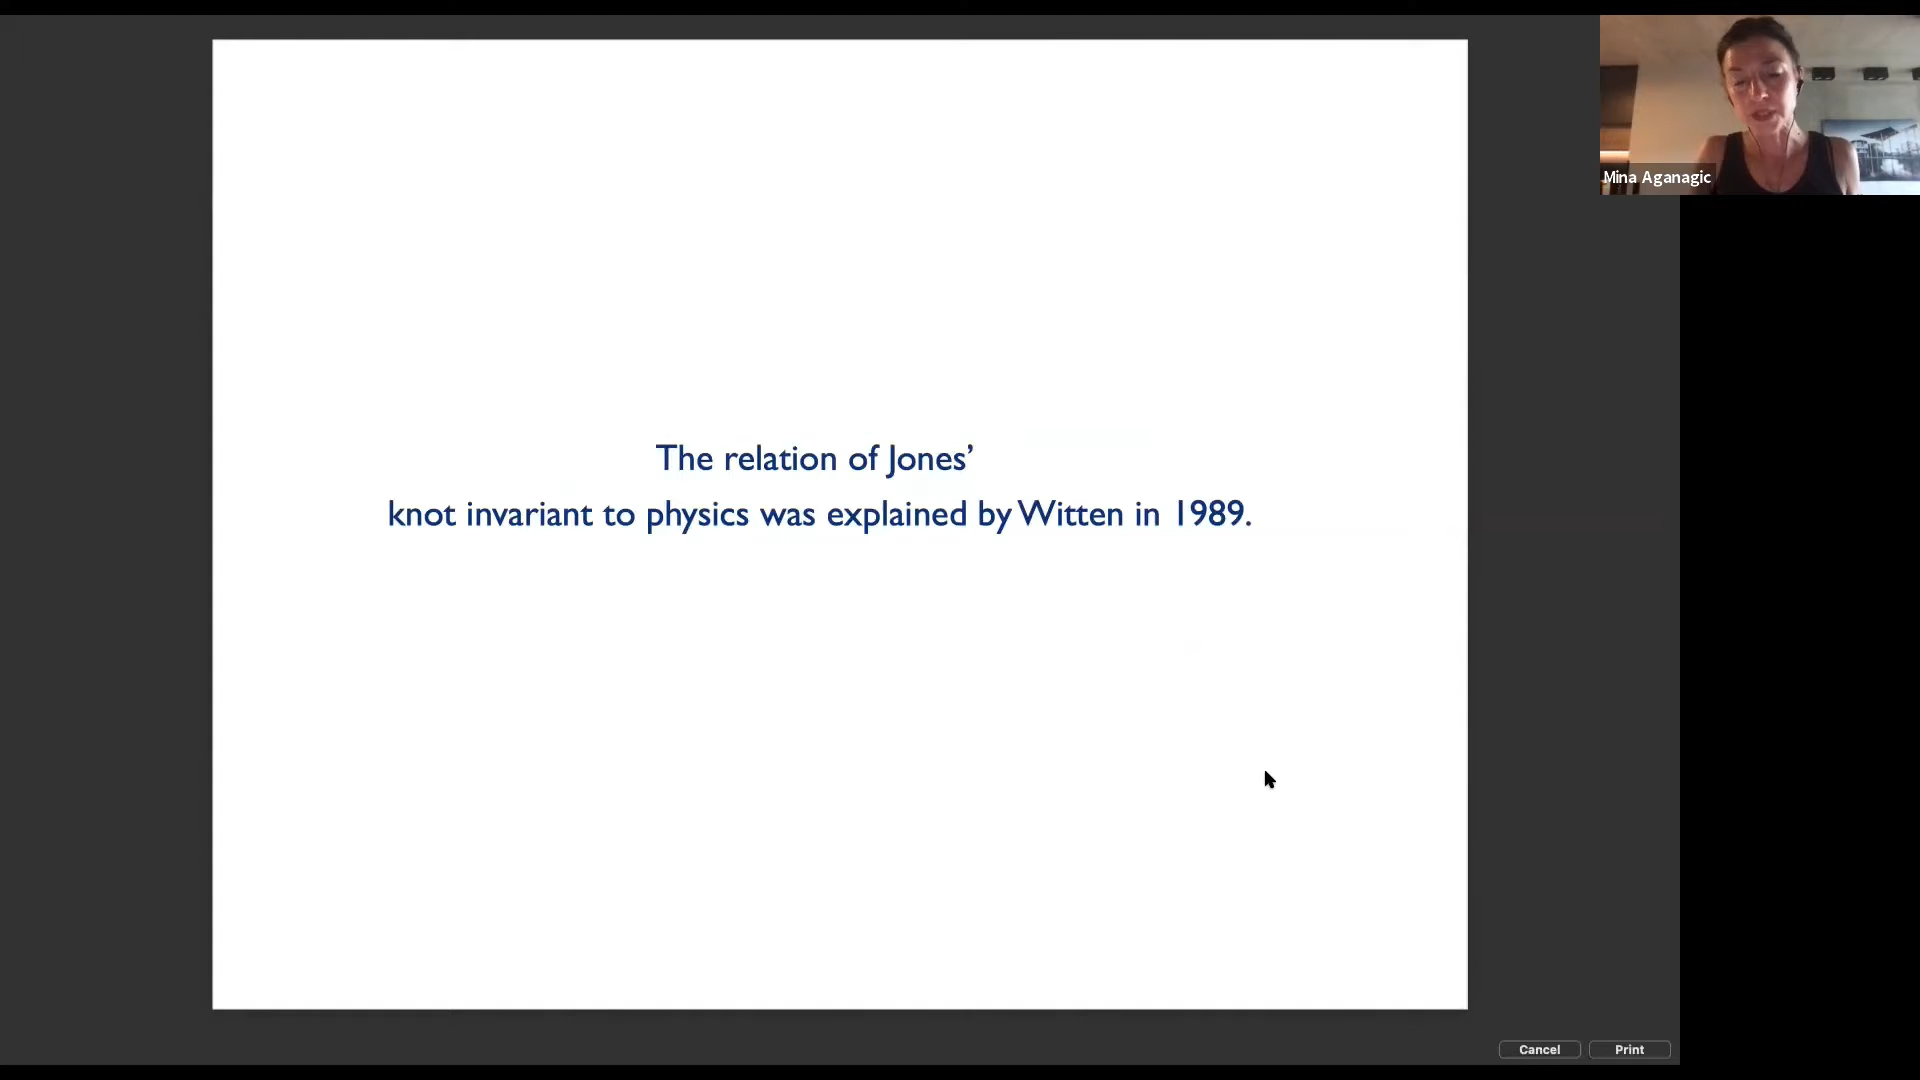 Mina Aganagic
The relation of Jones’
knot invariant to physics was explained by Witten in 1989.
Cancel Print